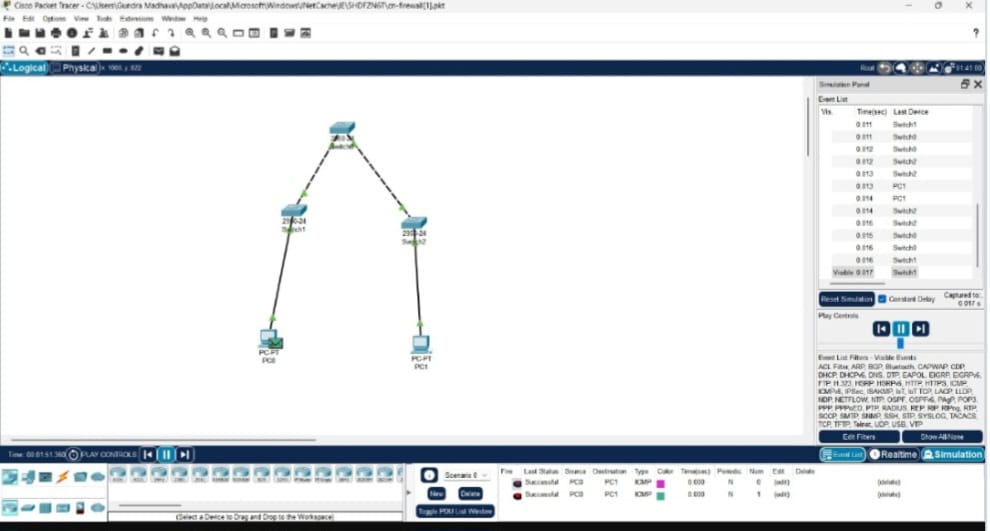 Cisco Packet Tracer - C:\Users\Gundra Madhava\AppData\Local\Microsoft\Windows\INetCache\IE\SHDFZN6T\cn-firewall[1].pkt
File Edit Options View Tools Extensions Window Help
Logical Physical x: 1000, y: 822
Root 01:41:00
Simulation Panel
Event List
Vis. Time(sec) Last Device
0.011 Switch1
0.011 Switch0
0.012 Switch0
0.012 Switch2
0.013 Switch2
0.013 PC1
0.014 PC1
0.014 Switch2
0.015 Switch2
0.015 Switch0
0.016 Switch0
0.016 Switch1
Visible 0.017 Switch1
Reset Simulation Constant Delay Captured to:
0.017 s
Play Controls
Event List Filters - Visible Events
ACL Filter, ARP, BGP, Bluetooth, CAPWAP, CDP,
DHCP, DHCPv6, DNS, DTP, EAPOL, EIGRP, EIGRPv6,
FTP, H.323, HSRP, HSRPv6, HTTP, HTTPS, ICMP,
ICMPv6, IPSec, ISAKMP, IoT, IoT TCP, LACP, LLDP,
NDP, NETFLOW, NTP, OSPF, OSPFv6, PAgP, POP3,
PPP, PPPoED, PTP, RADIUS, REP, RIP, RIPng, RTP,
SCCP, SMTP, SNMP, SSH, STP, SYSLOG, TACACS,
TCP, TFTP, Telnet, UDP, USB, VTP
Edit Filters Show All/None
Switch0
2950-24
Switch1
2950-24
Switch2
PC-PT
PC0
PC-PT
PC1
Time: 00:01:51.360 PLAY CONTROLS:
Event List Realtime Simulation
Scenario 0
New Delete
Toggle PDU List Window
Fire Last Status Source Destination Type Color Time(sec) Periodic Num Edit Delete
Successful PC0 PC1 ICMP 0.000 N 0 (edit) (delete)
Successful PC0 PC1 ICMP 0.000 N 1 (edit) (delete)
(Select a Device to Drag and Drop to the Workspace)